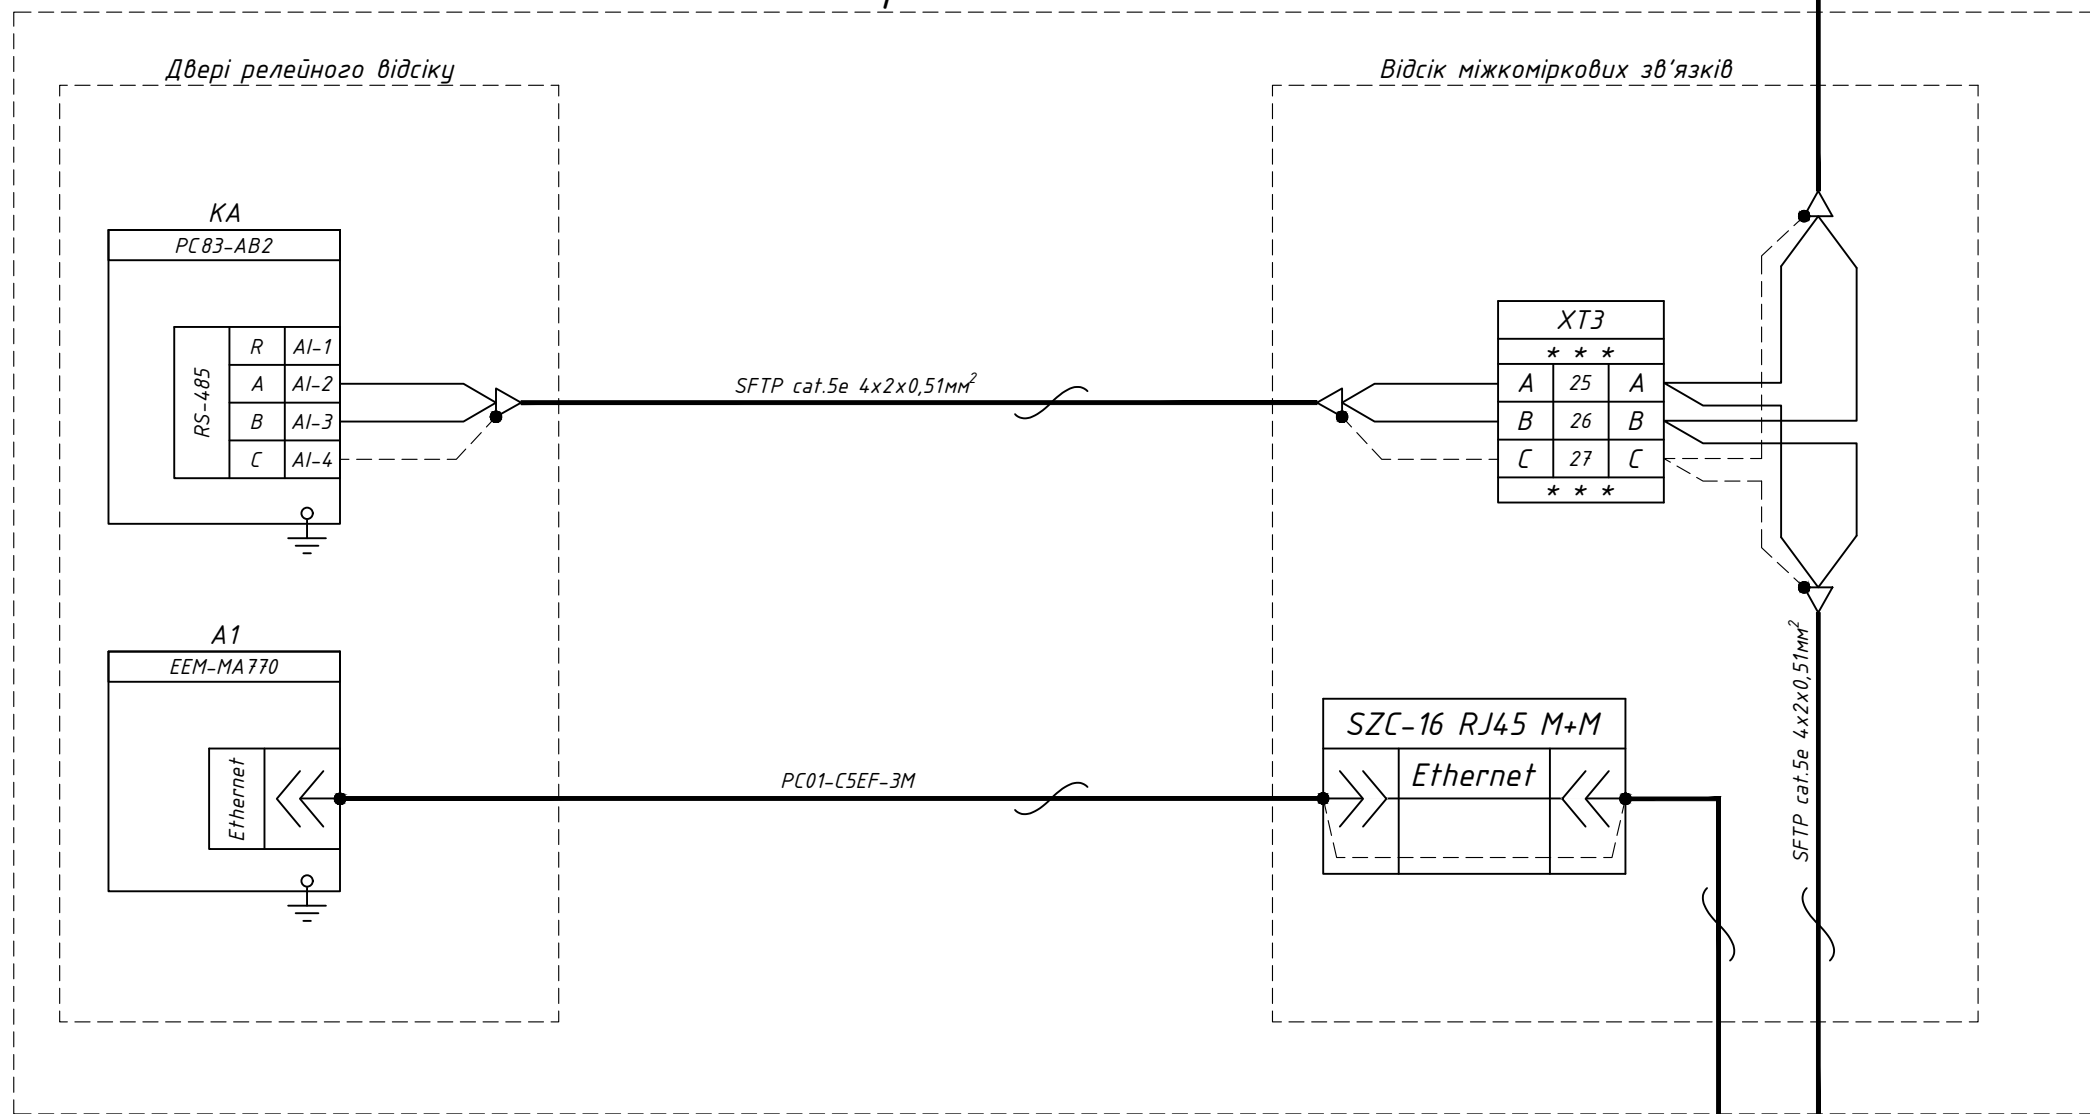 Двері релейного відсіку
Відсік міжкоміркових зв'язків
KA
PC83-AB2
RS-485
R AI-1
A AI-2
B AI-3
C AI-4
SFTP cat.5e 4x2x0,51мм²
XT3
* * *
A 25 A
B 26 B
C 27 C
* * *
A1
EEM-MA770
Ethernet
PC01-C5EF-3M
SZC-16 RJ45 M+M
Ethernet
SFTP cat.5e 4x2x0,51мм²